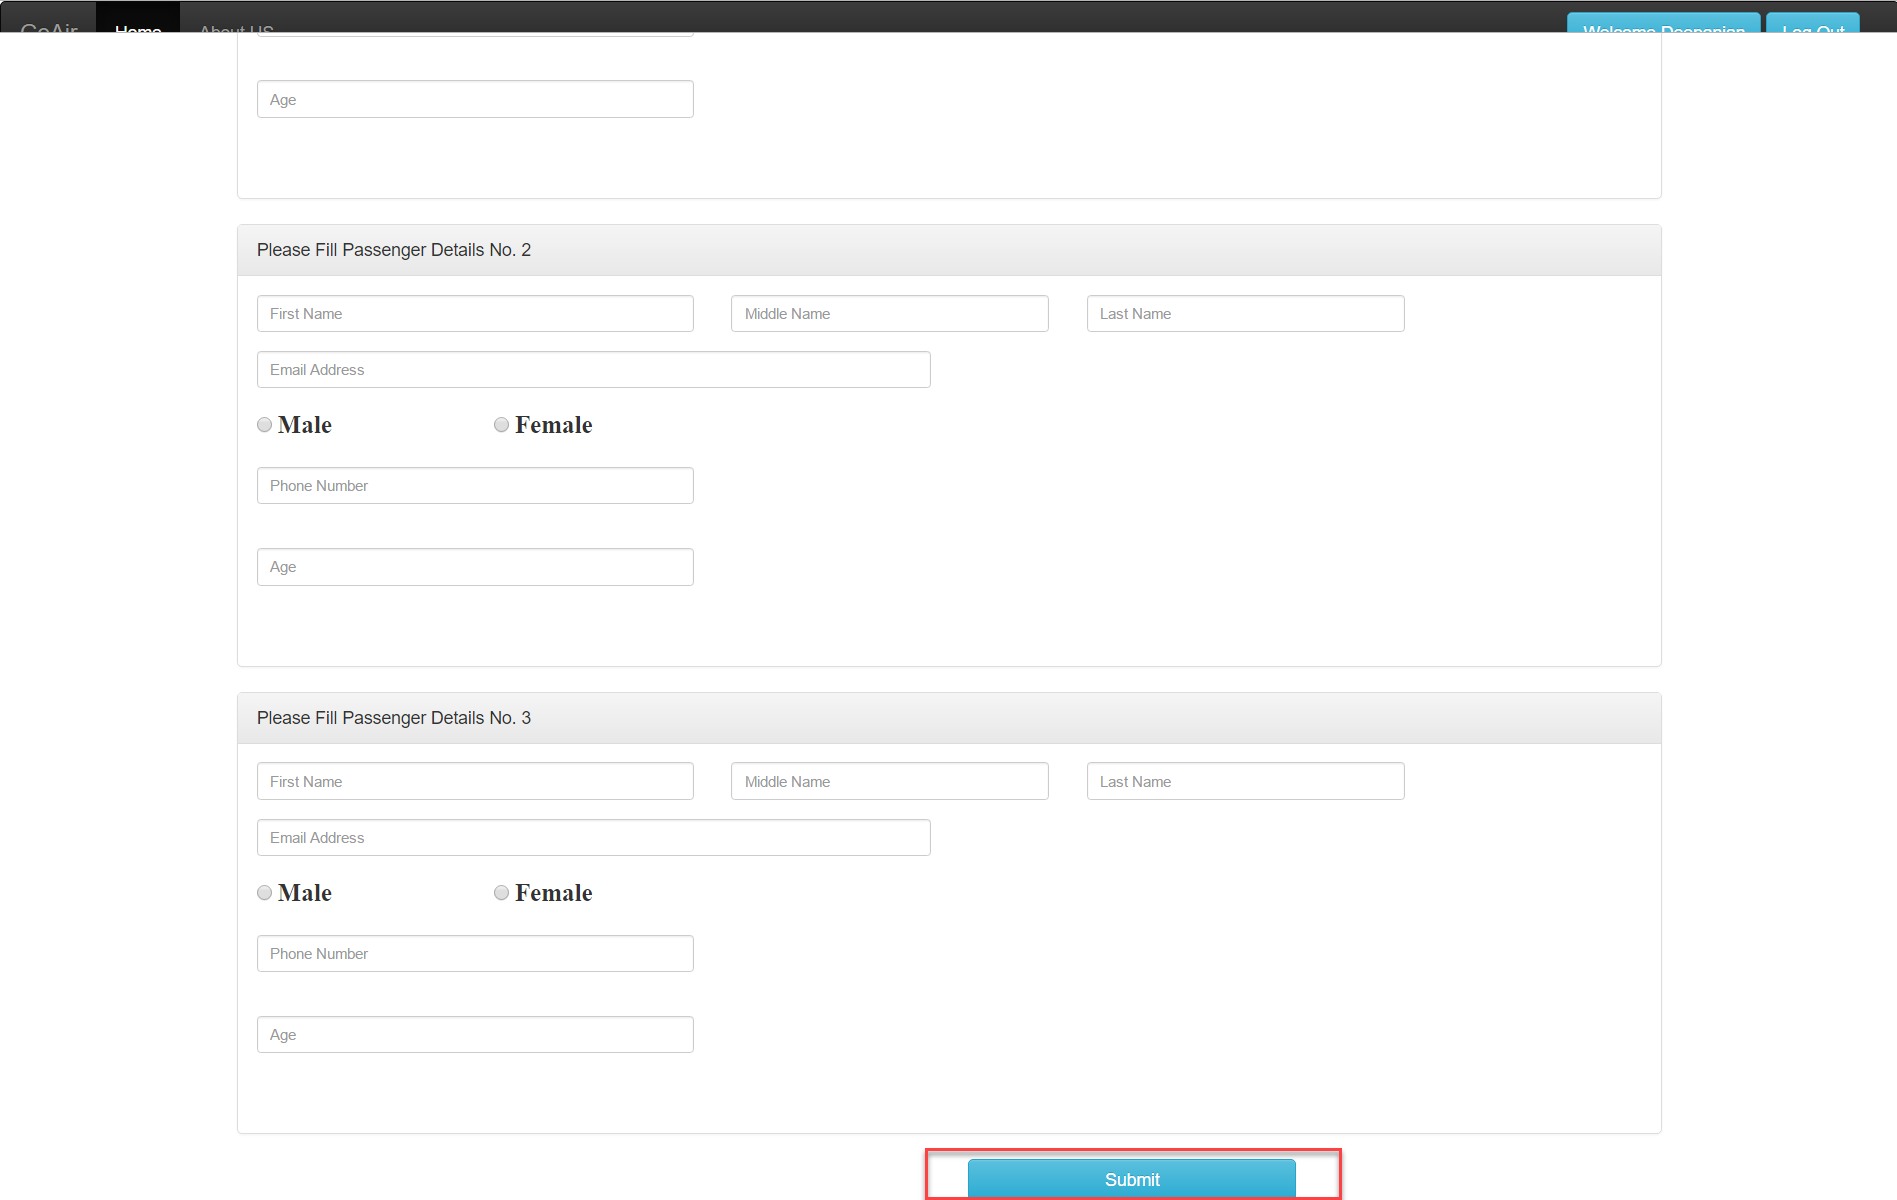 GoAir Home About US Welcome Log Out
Age
Please Fill Passenger Details No. 2
First Name Middle Name Last Name
Email Address
Male Female
Phone Number
Age
Please Fill Passenger Details No. 3
First Name Middle Name Last Name
Email Address
Male Female
Phone Number
Age
Submit